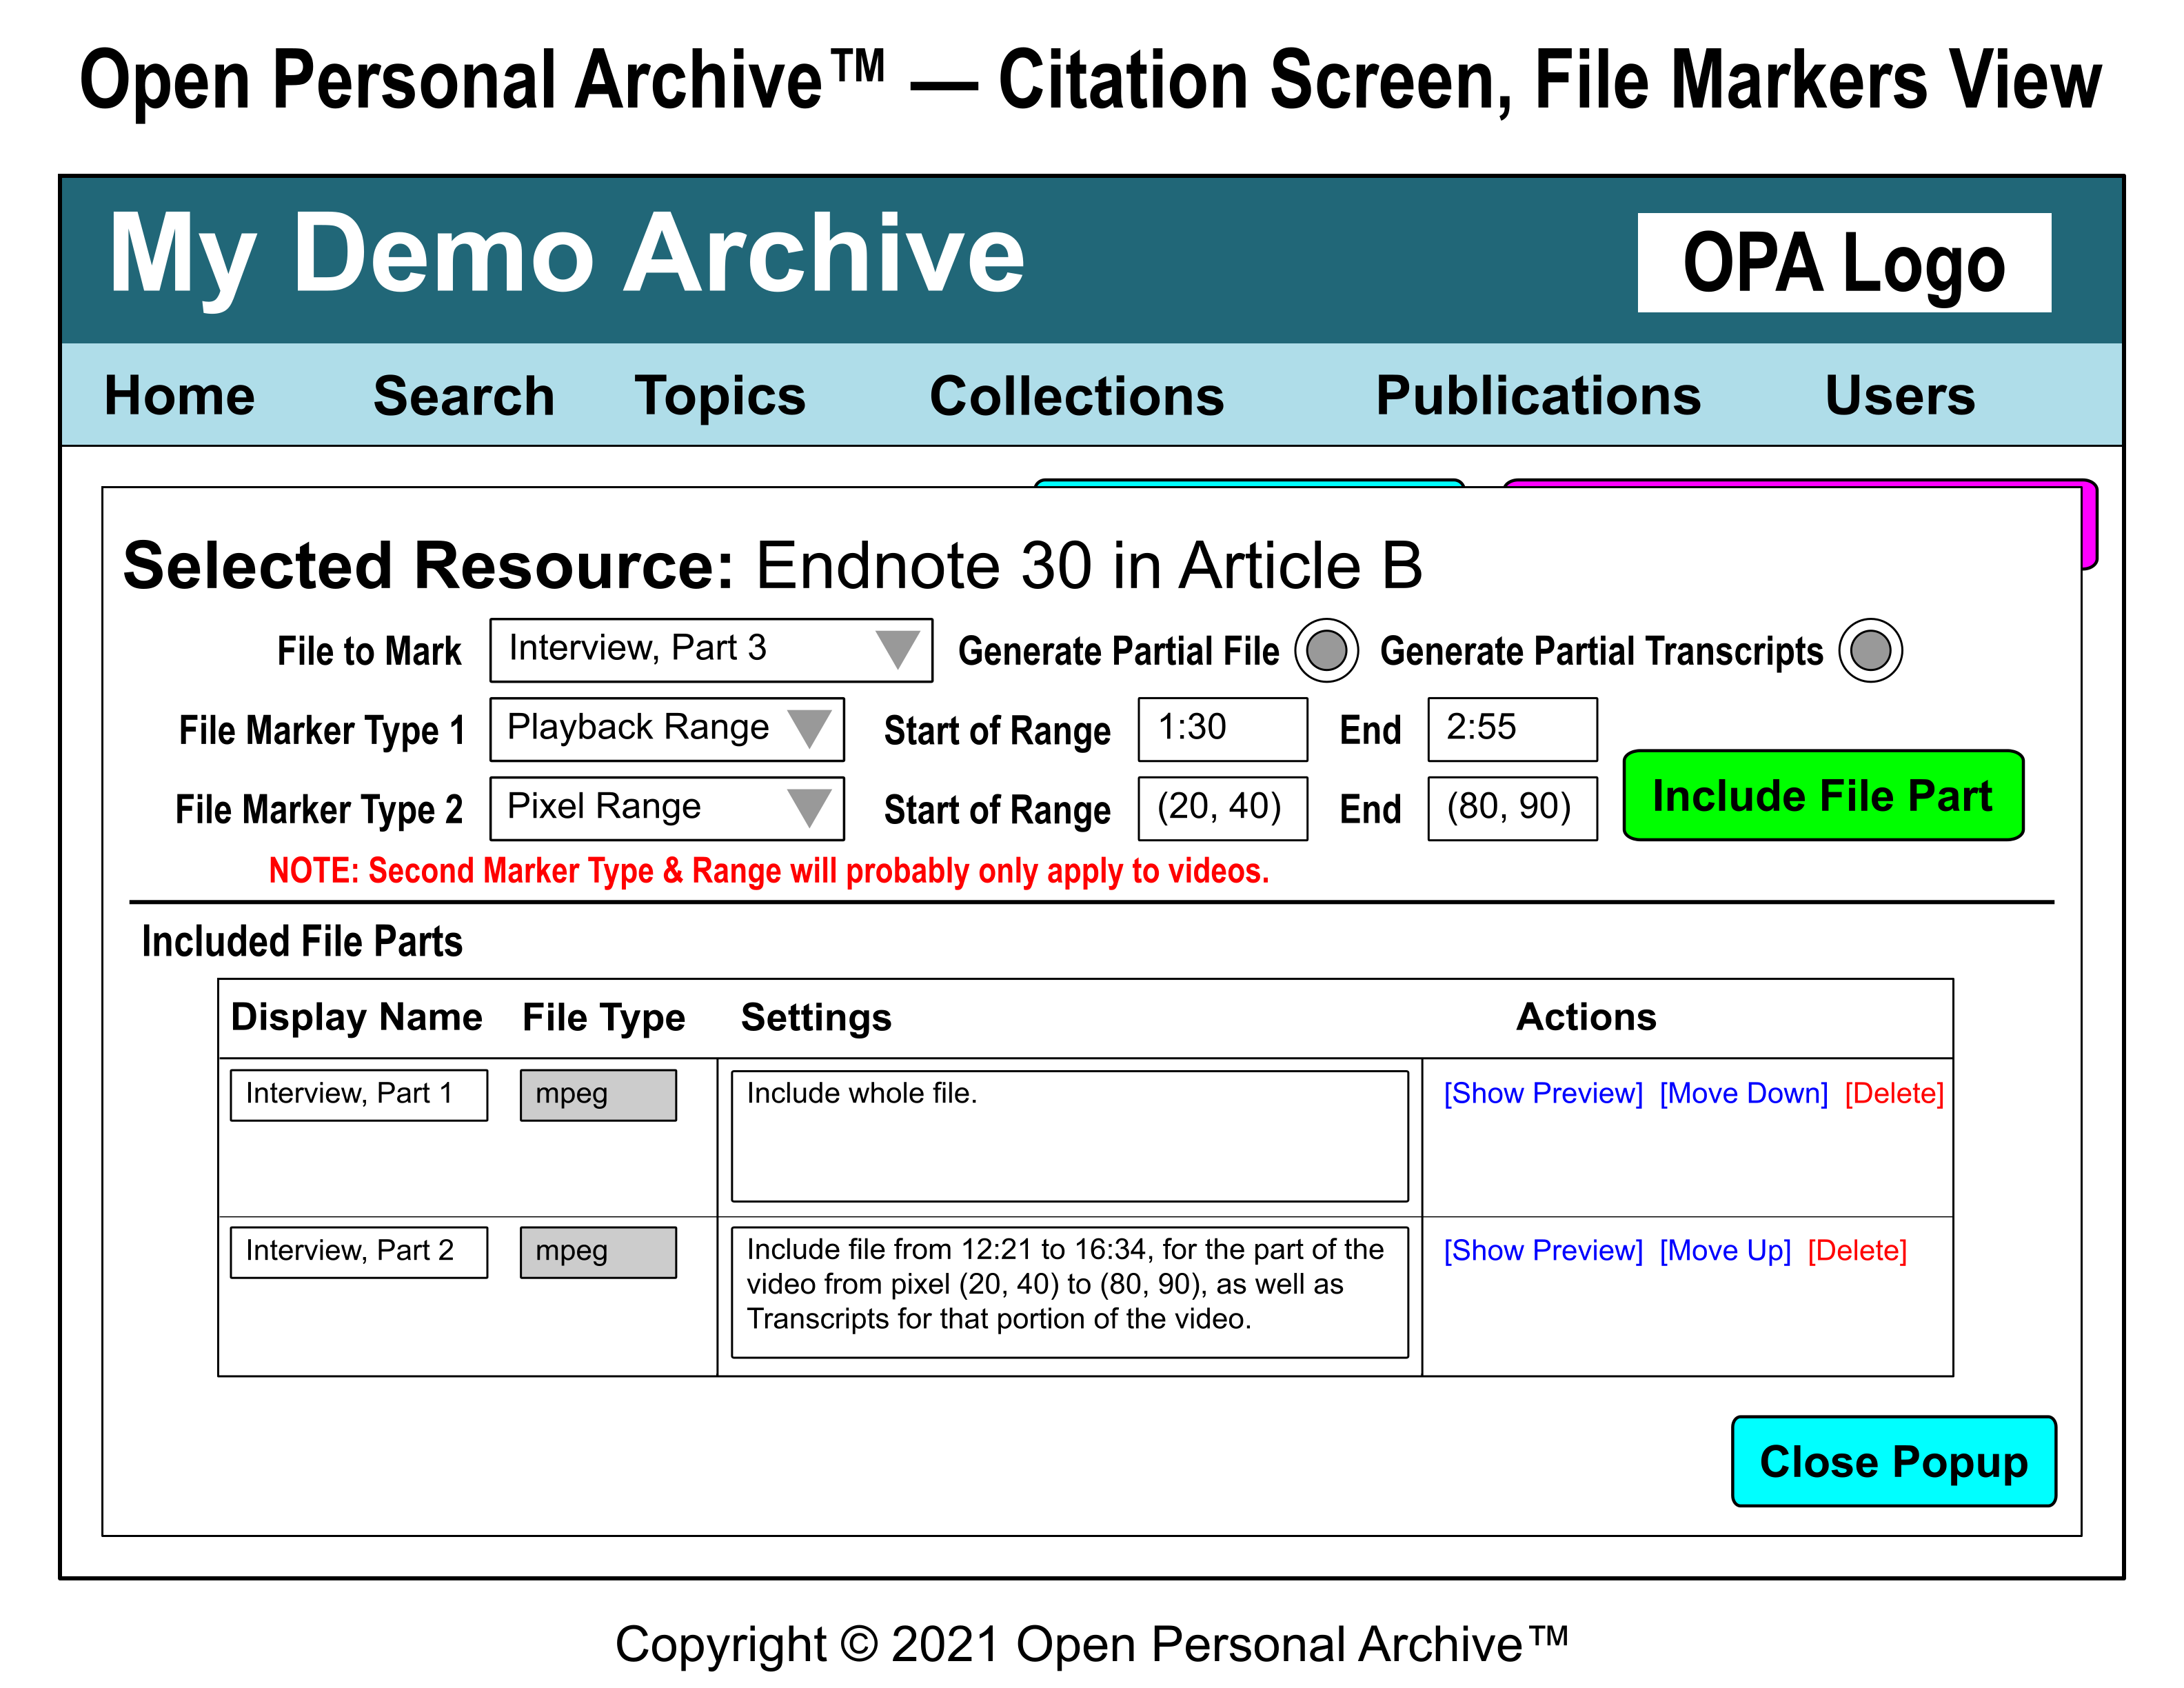 Open Personal Archive™ — Citation Screen, File Markers View
My Demo Archive
OPA Logo
Home Search Topics Collections Publications Users
Selected Resource: Endnote 30 in Article B
File to Mark Interview, Part 3 Generate Partial File Generate Partial Transcripts
File Marker Type 1 Playback Range Start of Range 1:30 End 2:55
File Marker Type 2 Pixel Range Start of Range (20, 40) End (80, 90)
Include File Part
NOTE: Second Marker Type & Range will probably only apply to videos.
Included File Parts
Display Name File Type Settings Actions
Interview, Part 1 mpeg Include whole file. [Show Preview] [Move Down] [Delete]
Interview, Part 2 mpeg Include file from 12:21 to 16:34, for the part of the [Show Preview] [Move Up] [Delete]
video from pixel (20, 40) to (80, 90), as well as
Transcripts for that portion of the video.
Close Popup
Copyright © 2021 Open Personal Archive™